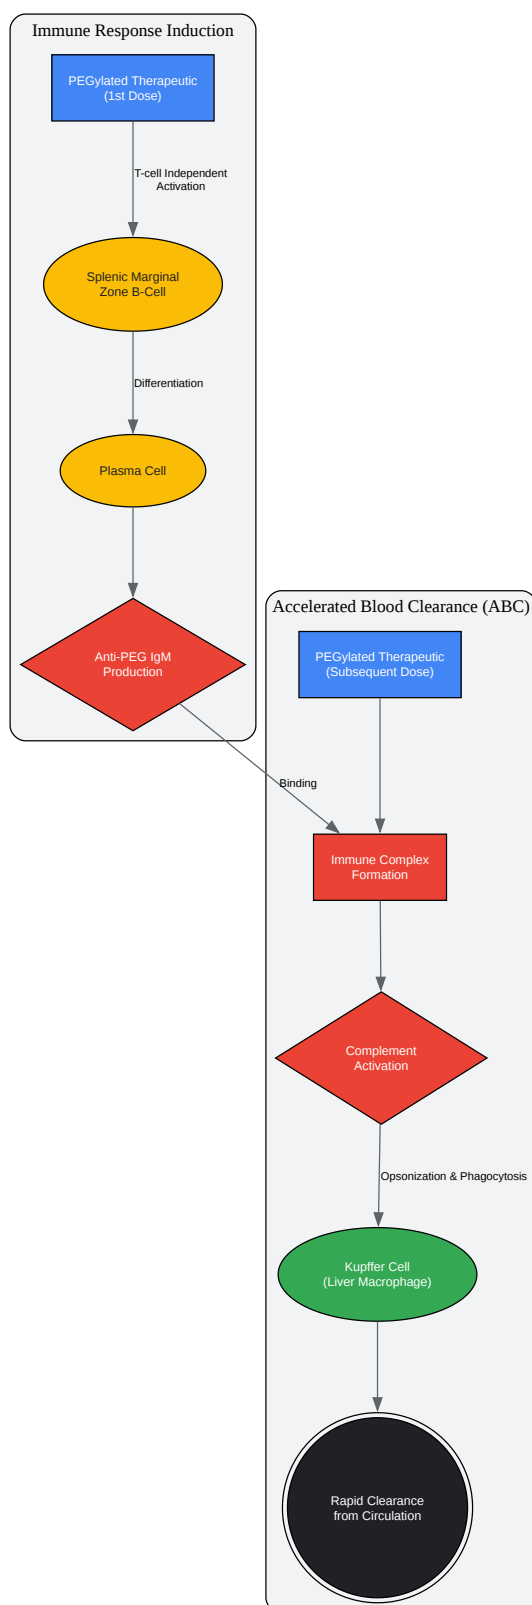 Immune Response Induction
PEGylated Therapeutic
(1st Dose)
T-cell Independent
Activation
Splenic Marginal
Zone B-Cell
Differentiation
Plasma Cell
Anti-PEG IgM
Production
Accelerated Blood Clearance (ABC)
PEGylated Therapeutic
(Subsequent Dose)
Binding
Immune Complex
Formation
Complement
Activation
Opsonization & Phagocytosis
Kupffer Cell
(Liver Macrophage)
Rapid Clearance
from Circulation